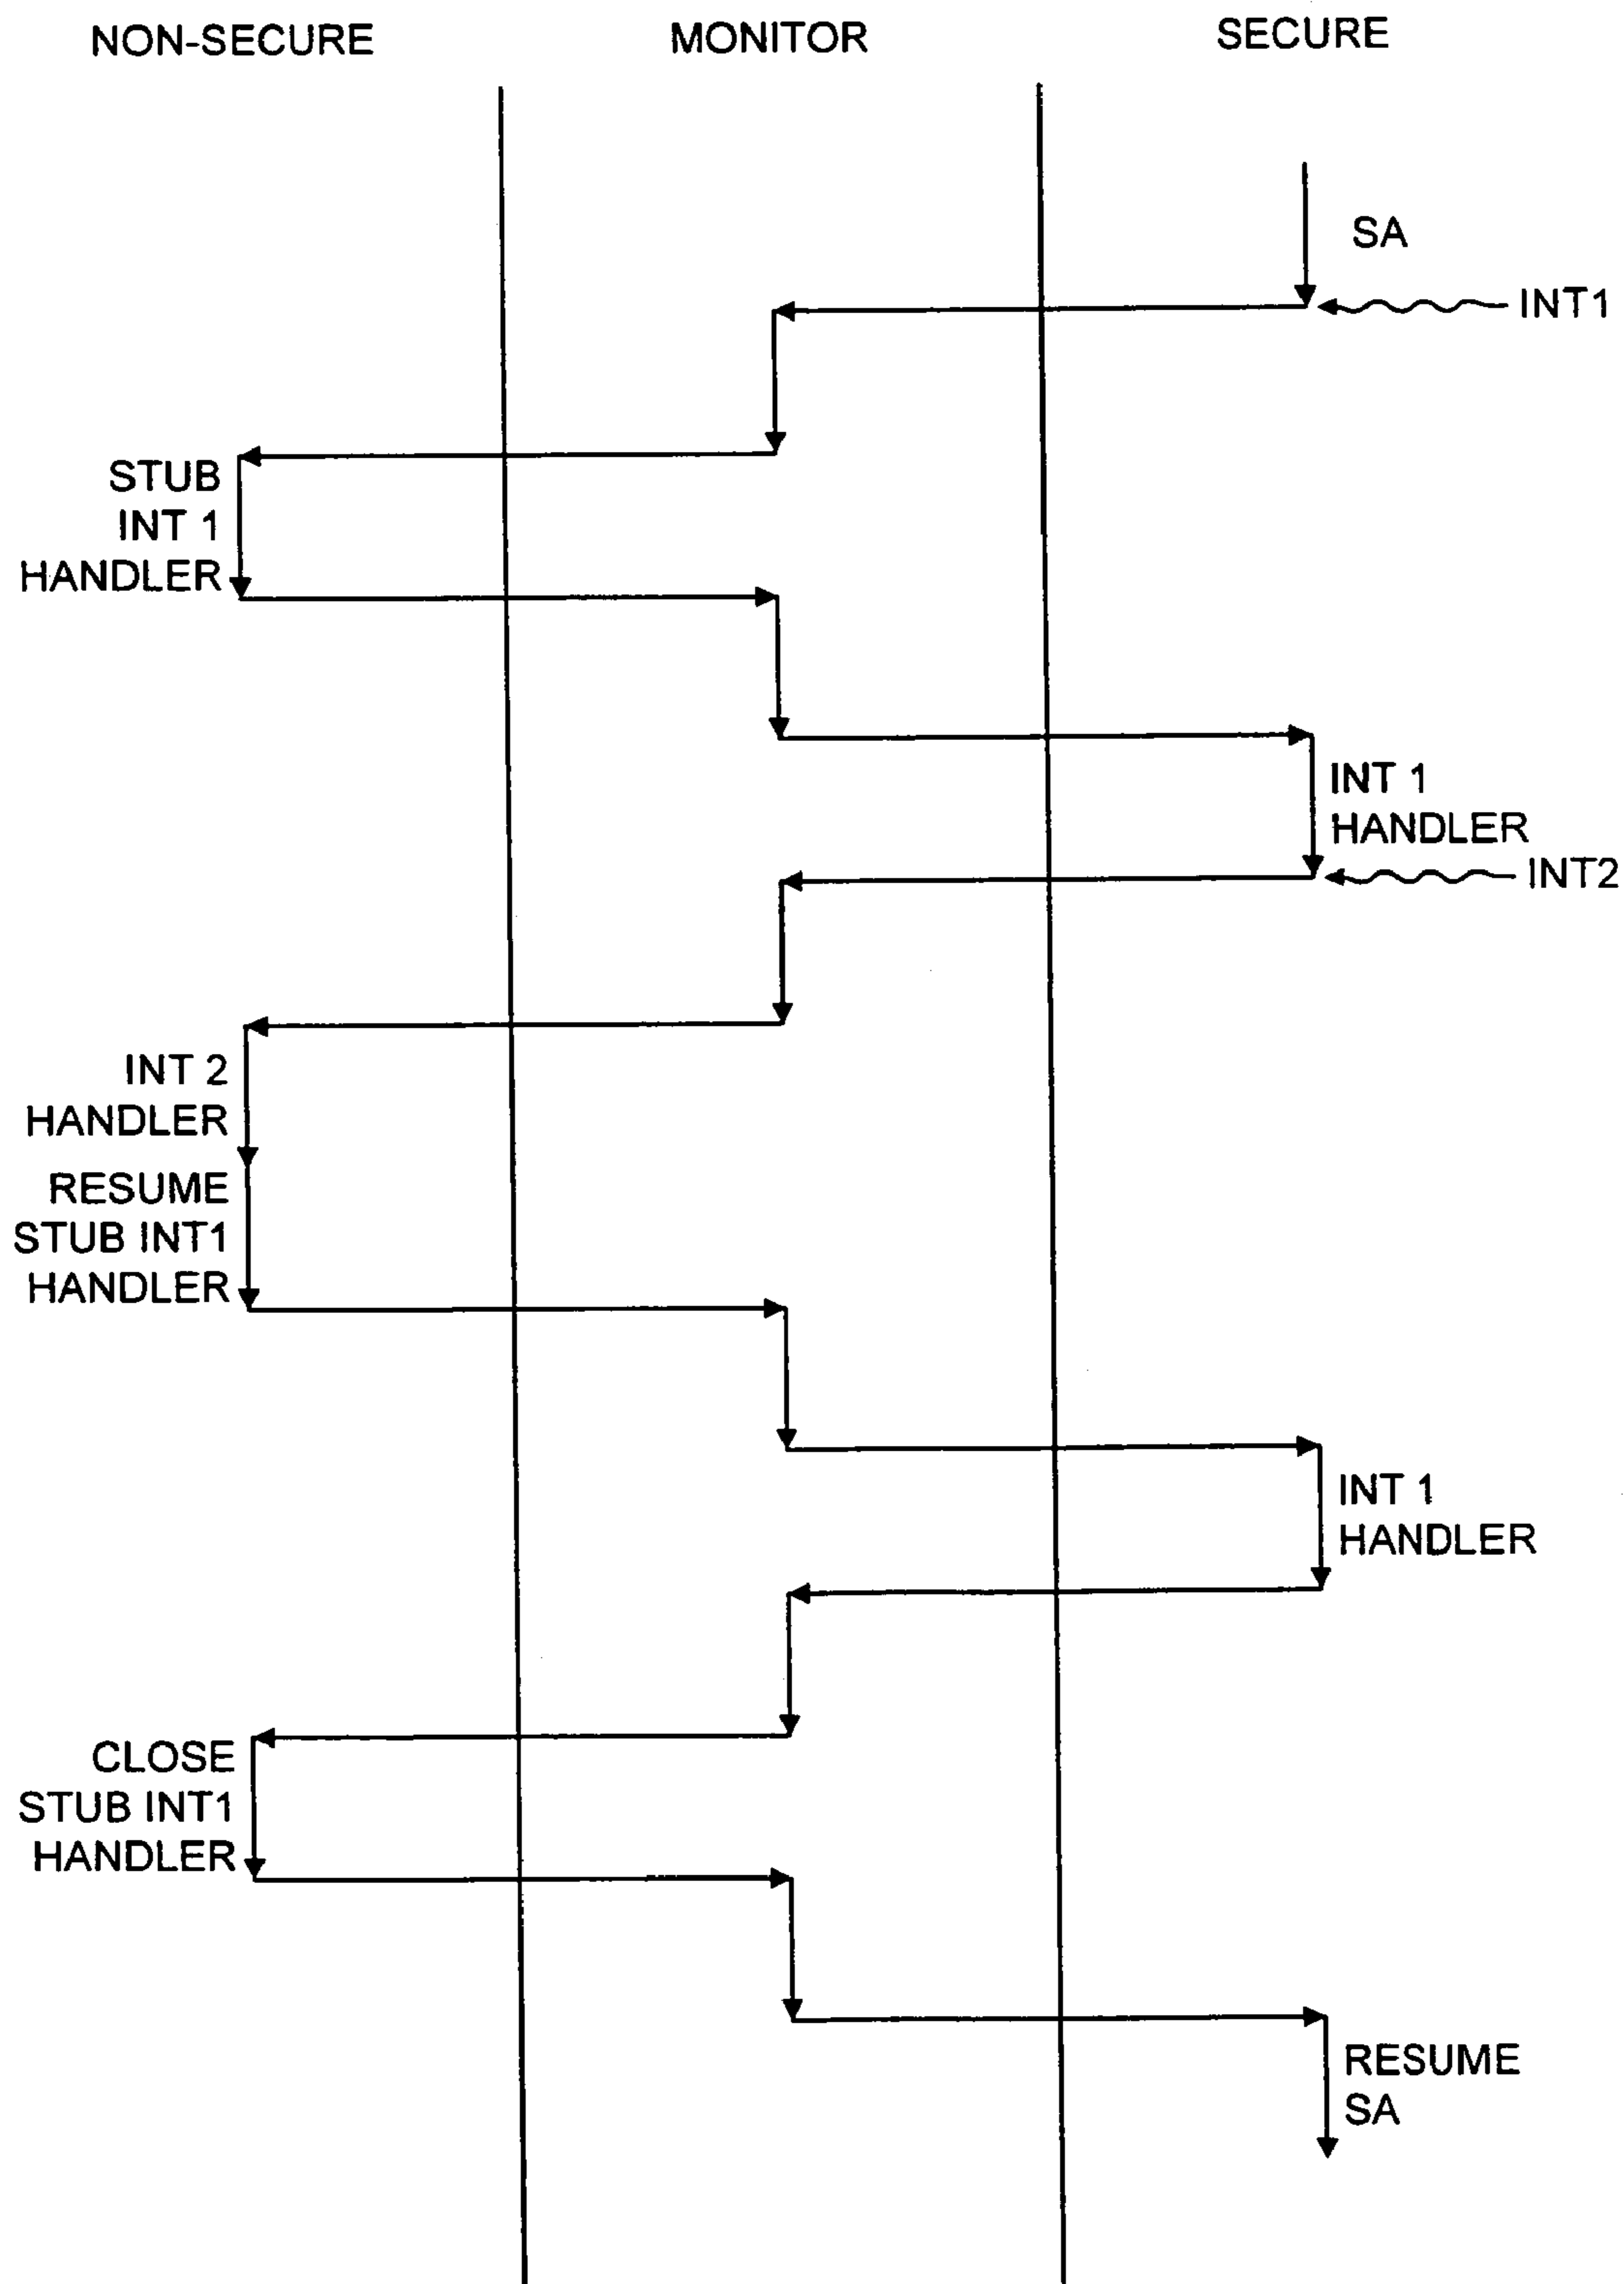 NON-SECURE
MONITOR
SECURE
SA
INT1
STUB
INT 1
HANDLER
INT 1
HANDLER
INT2
INT 2
HANDLER
RESUME
STUB INT1
HANDLER
INT 1
HANDLER
CLOSE
STUB INT1
HANDLER
RESUME
SA